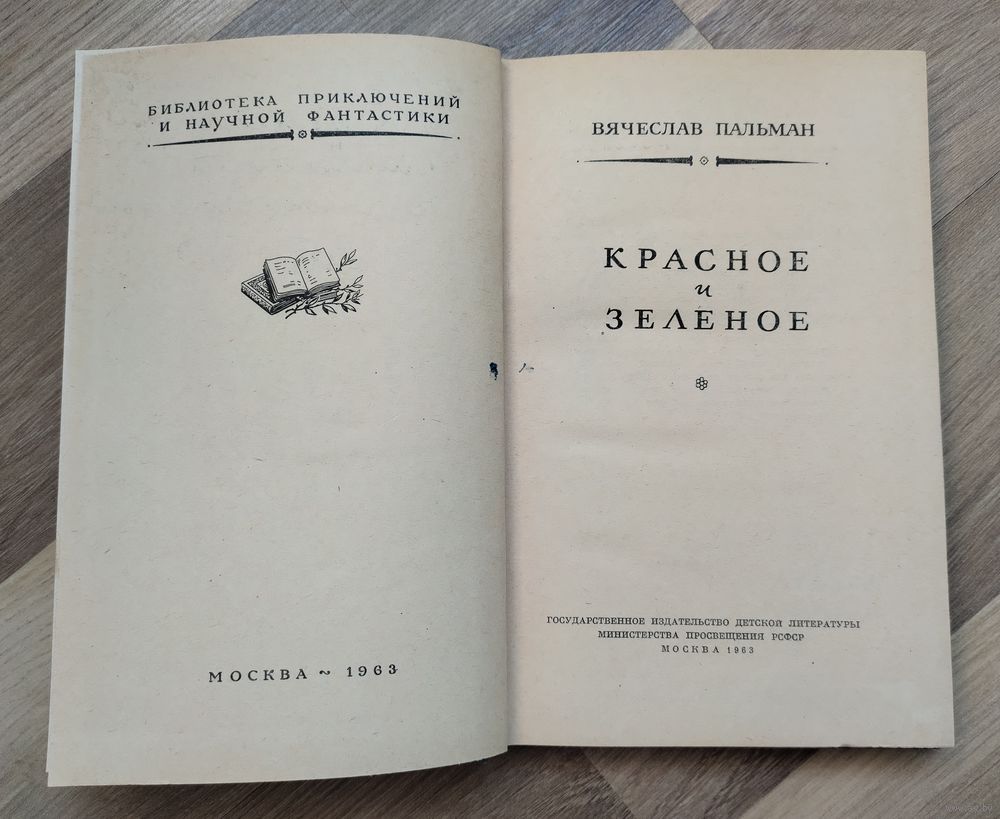 БИБЛИОТЕКА ПРИКЛЮЧЕНИЙ
И НАУЧНОЙ ФАНТАСТИКИ
МОСКВА ~ 1963
ВЯЧЕСЛАВ ПАЛЬМАН
КРАСНОЕ
и
ЗЕЛЕНОЕ
ГОСУДАРСТВЕННОЕ ИЗДАТЕЛЬСТВО ДЕТСКОЙ ЛИТЕРАТУРЫ
МИНИСТЕРСТВА ПРОСВЕЩЕНИЯ РСФСР
МОСКВА 1963